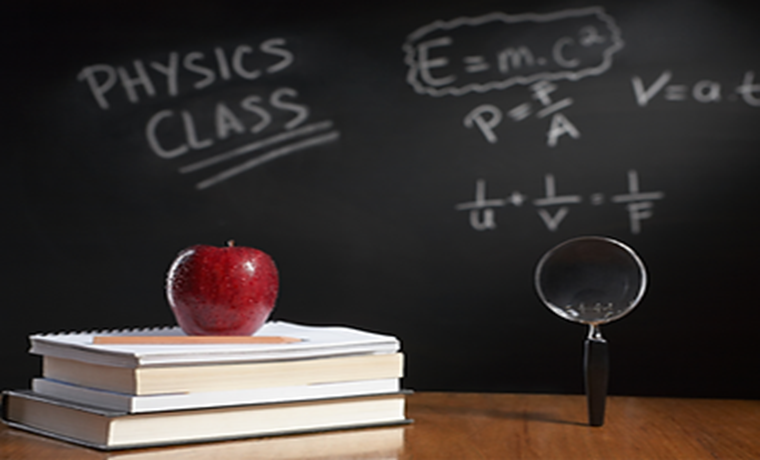 PHYSICS
CLASS
E = m.c²
P = F/A
V = a.t
1/u + 1/V = 1/F